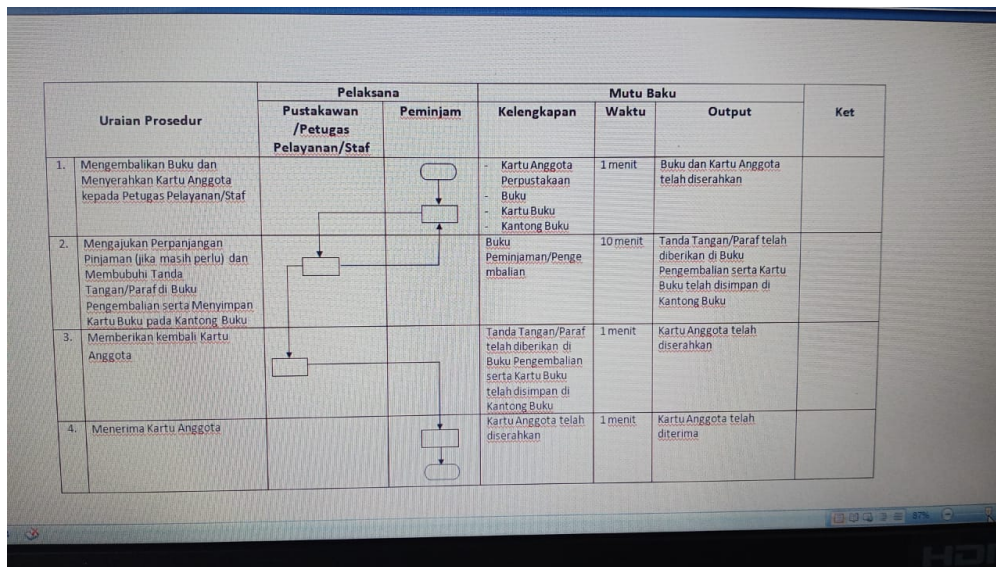 Pelaksana
Mutu Baku
Uraian Prosedur
Pustakawan
/Petugas
Pelayanan/Staf
Peminjam
Kelengkapan
Waktu
Output
Ket
1.
Mengembalikan Buku dan
Menyerahkan Kartu Anggota
kepada Petugas Pelayanan/Staf
- Kartu Anggota
Perpustakaan
- Buku
- Kartu Buku
- Kantong Buku
1 menit
Buku dan Kartu Anggota
telah diserahkan
2.
Mengajukan Perpanjangan
Pinjaman (jika masih perlu) dan
Membubuhi Tanda
Tangan/Paraf di Buku
Pengembalian serta Menyimpan
Kartu Buku pada Kantong Buku
Buku
Peminjaman/Penge
mbalian
10 menit
Tanda Tangan/Paraf telah
diberikan di Buku
Pengembalian serta Kartu
Buku telah disimpan di
Kantong Buku
3.
Memberikan kembali Kartu
Anggota
Tanda Tangan/Paraf
telah diberikan di
Buku Pengembalian
serta Kartu Buku
telah disimpan di
Kantong Buku
1 menit
Kartu Anggota telah
diserahkan
4.
Menerima Kartu Anggota
Kartu Anggota telah
diserahkan
1 menit
Kartu Anggota telah
diterima
87%